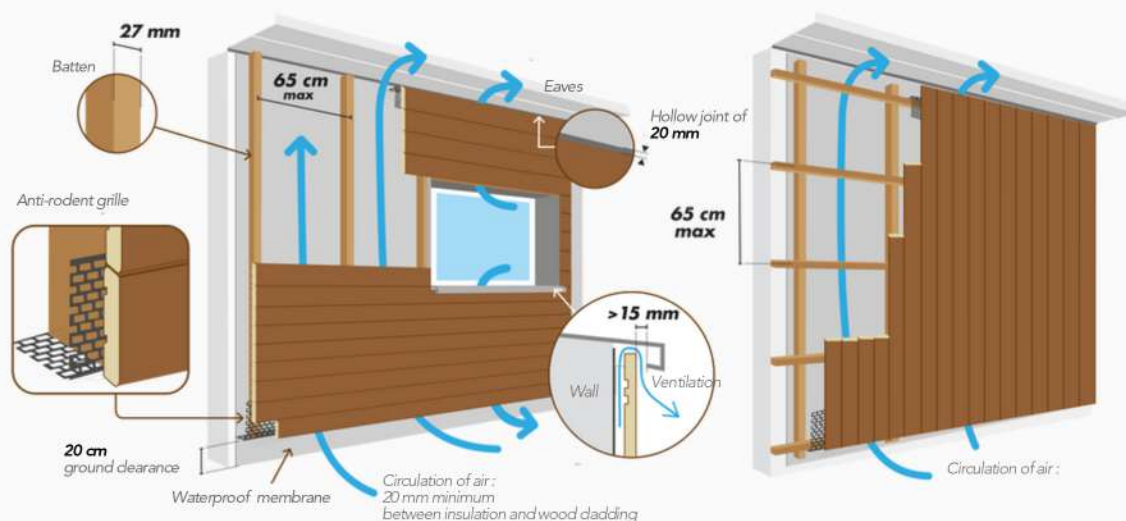 27 mm
Batten
65 cm
max
Eaves
Hollow joint of
20 mm
Anti-rodent grille
65 cm
max
>15 mm
Wall
Ventilation
20 cm
ground clearance
Waterproof membrane
Circulation of air :
20 mm minimum
between insulation and wood cladding
Circulation of air :